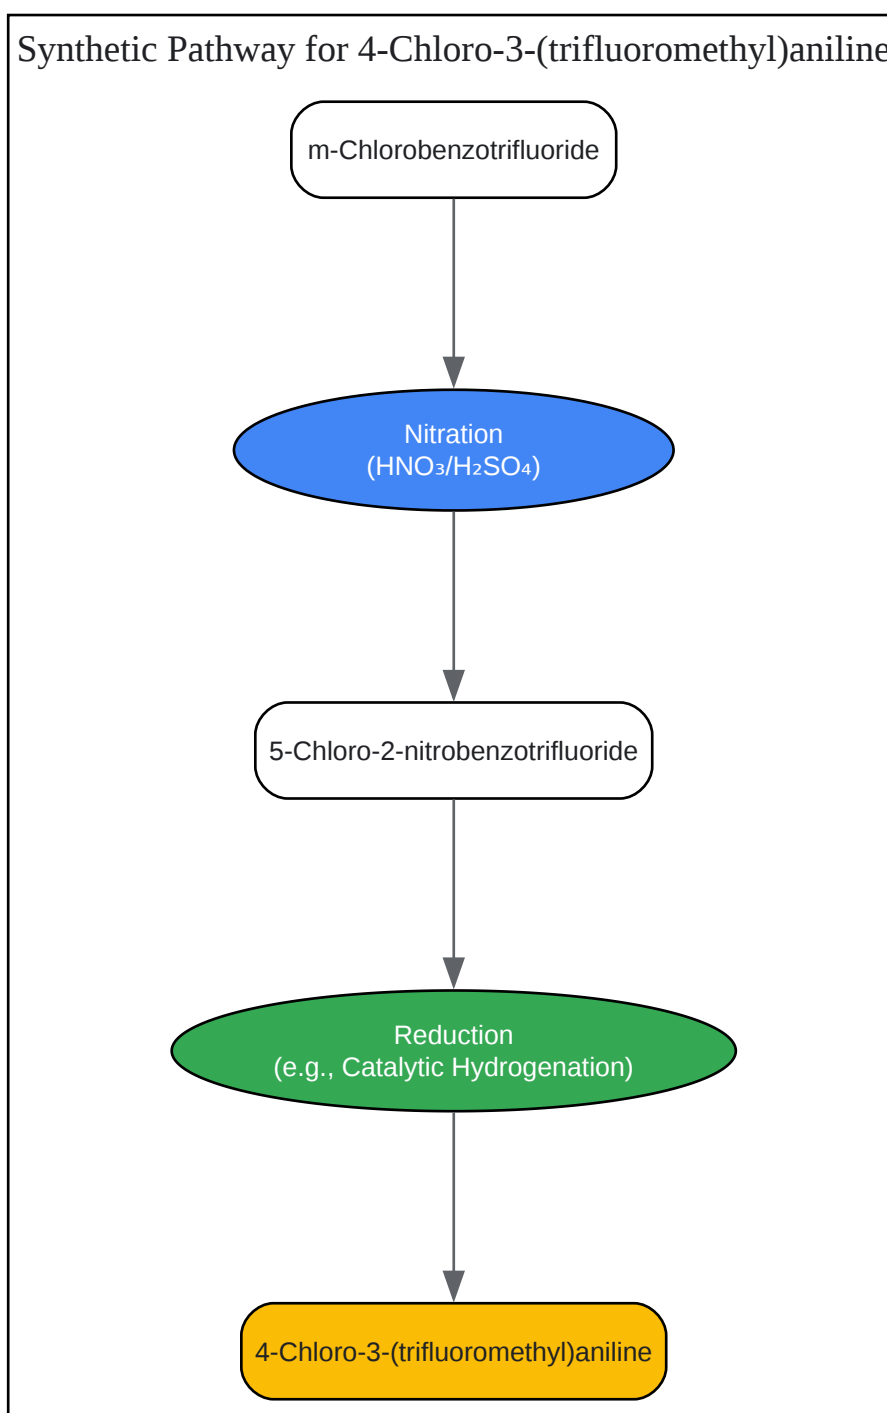 Synthetic Pathway for 4-Chloro-3-(trifluoromethyl)aniline
m-Chlorobenzotrifluoride
Nitration
(HNO₃/H₂SO₄)
5-Chloro-2-nitrobenzotrifluoride
Reduction
(e.g., Catalytic Hydrogenation)
4-Chloro-3-(trifluoromethyl)aniline